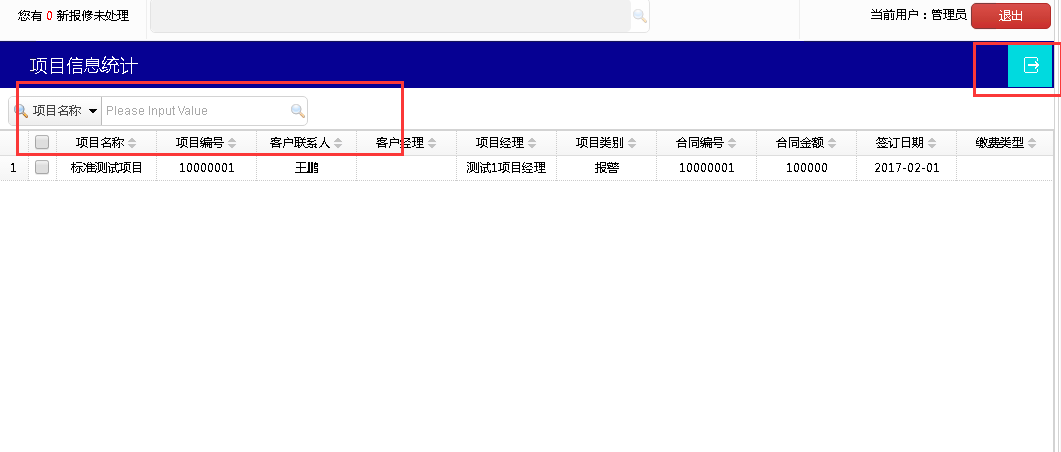 您有 0 新报修未处理 当前用户：管理员 退出
项目信息统计
项目名称 Please Input Value
项目名称 项目编号 客户联系人 客户经理 项目经理 项目类别 合同编号 合同金额 签订日期 缴费类型
1 标准测试项目 10000001 王鹏 测试1项目经理 报警 10000001 100000 2017-02-01